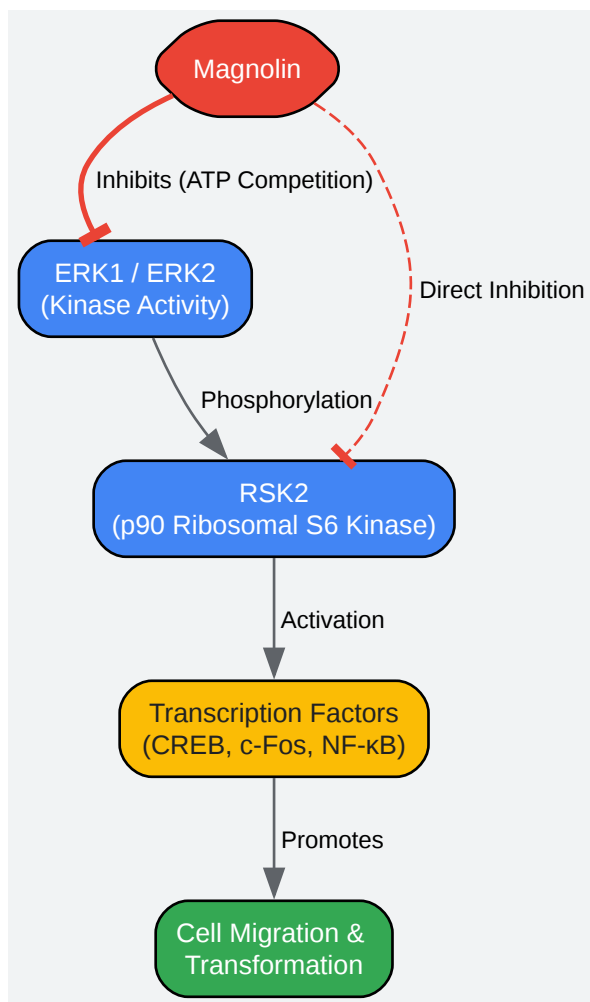 Magnolin
Inhibits (ATP Competition)
ERK1 / ERK2
(Kinase Activity)
Direct Inhibition
Phosphorylation
RSK2
(p90 Ribosomal S6 Kinase)
Activation
Transcription Factors
(CREB, c-Fos, NF-κB)
Promotes
Cell Migration &
Transformation